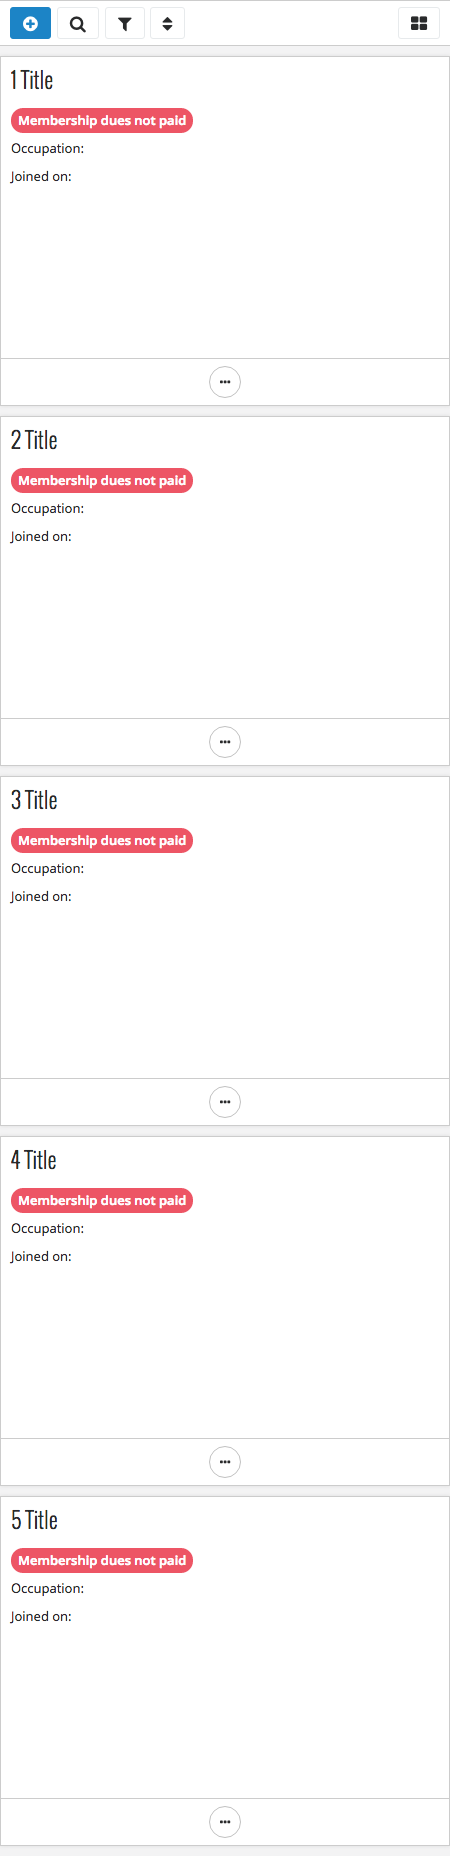 1 Title
Membership dues not paid
Occupation:
Joined on:
2 Title
Membership dues not paid
Occupation:
Joined on:
3 Title
Membership dues not paid
Occupation:
Joined on:
4 Title
Membership dues not paid
Occupation:
Joined on:
5 Title
Membership dues not paid
Occupation:
Joined on: